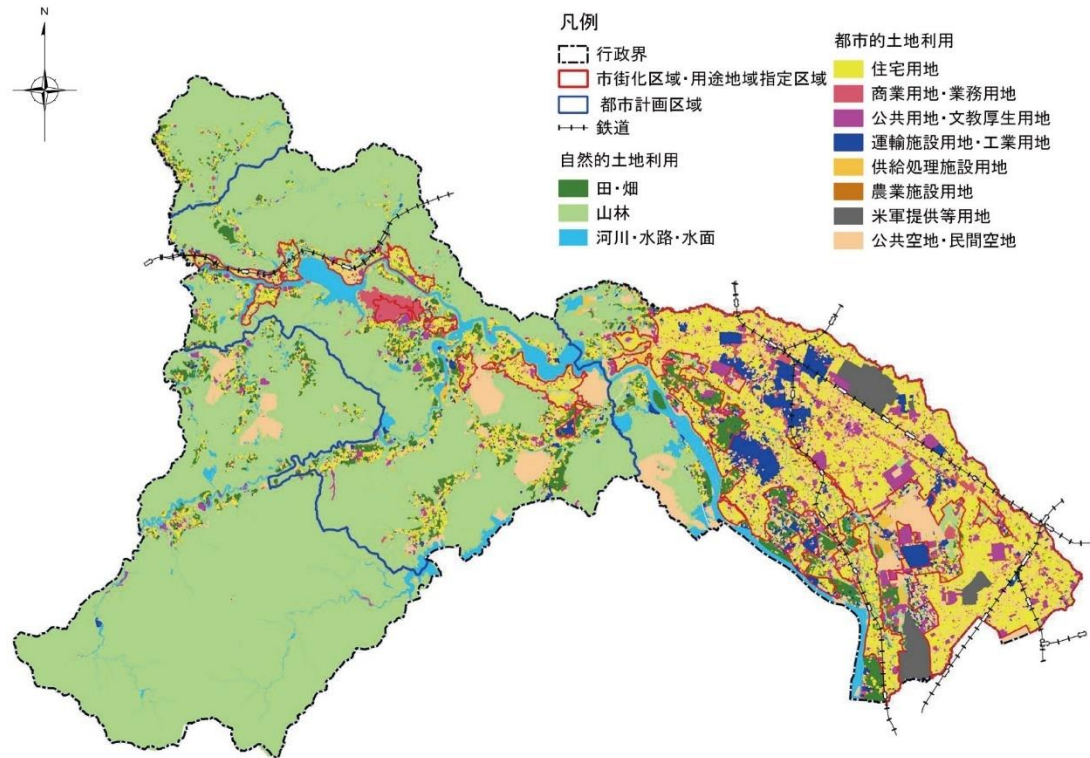 N
凡例
行政界
市街化区域・用途地域指定区域
都市計画区域
鉄道
自然的土地利用
田・畑
山林
河川・水路・水面
都市的土地利用
住宅用地
商業用地・業務用地
公共用地・文教厚生用地
運輸施設用地・工業用地
供給処理施設用地
農業施設用地
米軍提供等用地
公共空地・民間空地